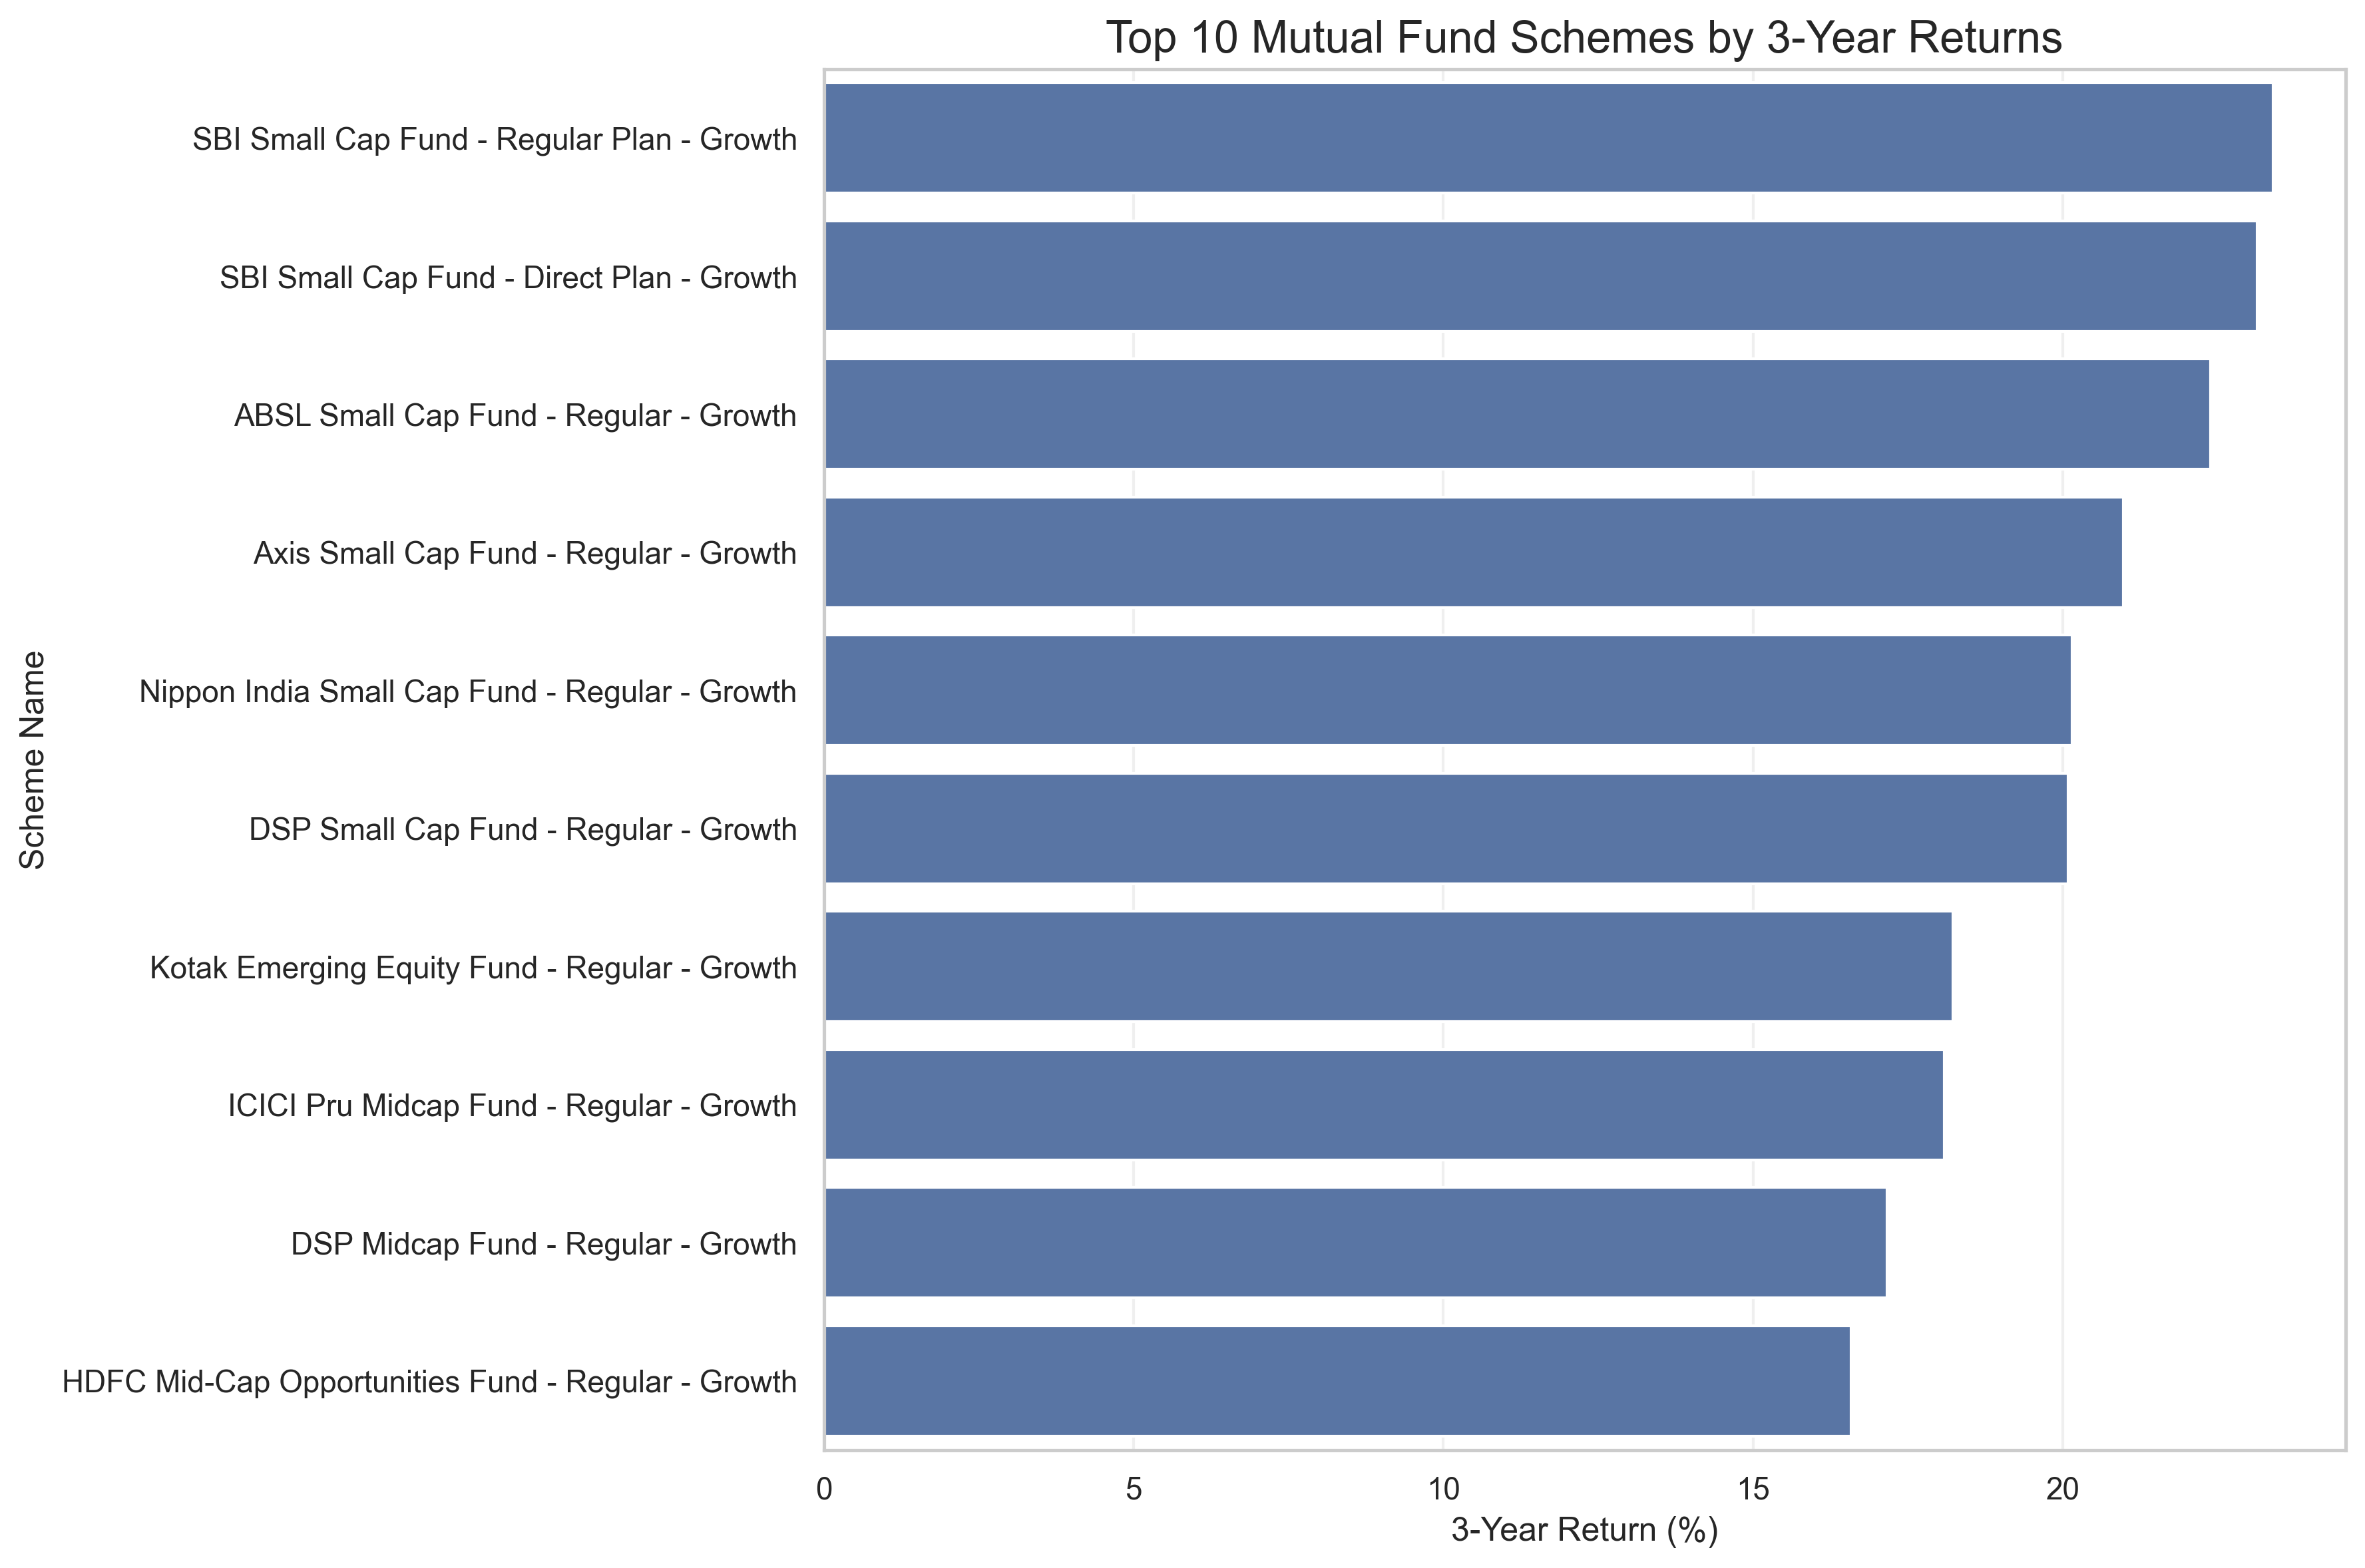 Top 10 Mutual Fund Schemes by 3-Year Returns
Scheme Name
SBI Small Cap Fund - Regular Plan - Growth
SBI Small Cap Fund - Direct Plan - Growth
ABSL Small Cap Fund - Regular - Growth
Axis Small Cap Fund - Regular - Growth
Nippon India Small Cap Fund - Regular - Growth
DSP Small Cap Fund - Regular - Growth
Kotak Emerging Equity Fund - Regular - Growth
ICICI Pru Midcap Fund - Regular - Growth
DSP Midcap Fund - Regular - Growth
HDFC Mid-Cap Opportunities Fund - Regular - Growth
0 5 10 15 20
3-Year Return (%)